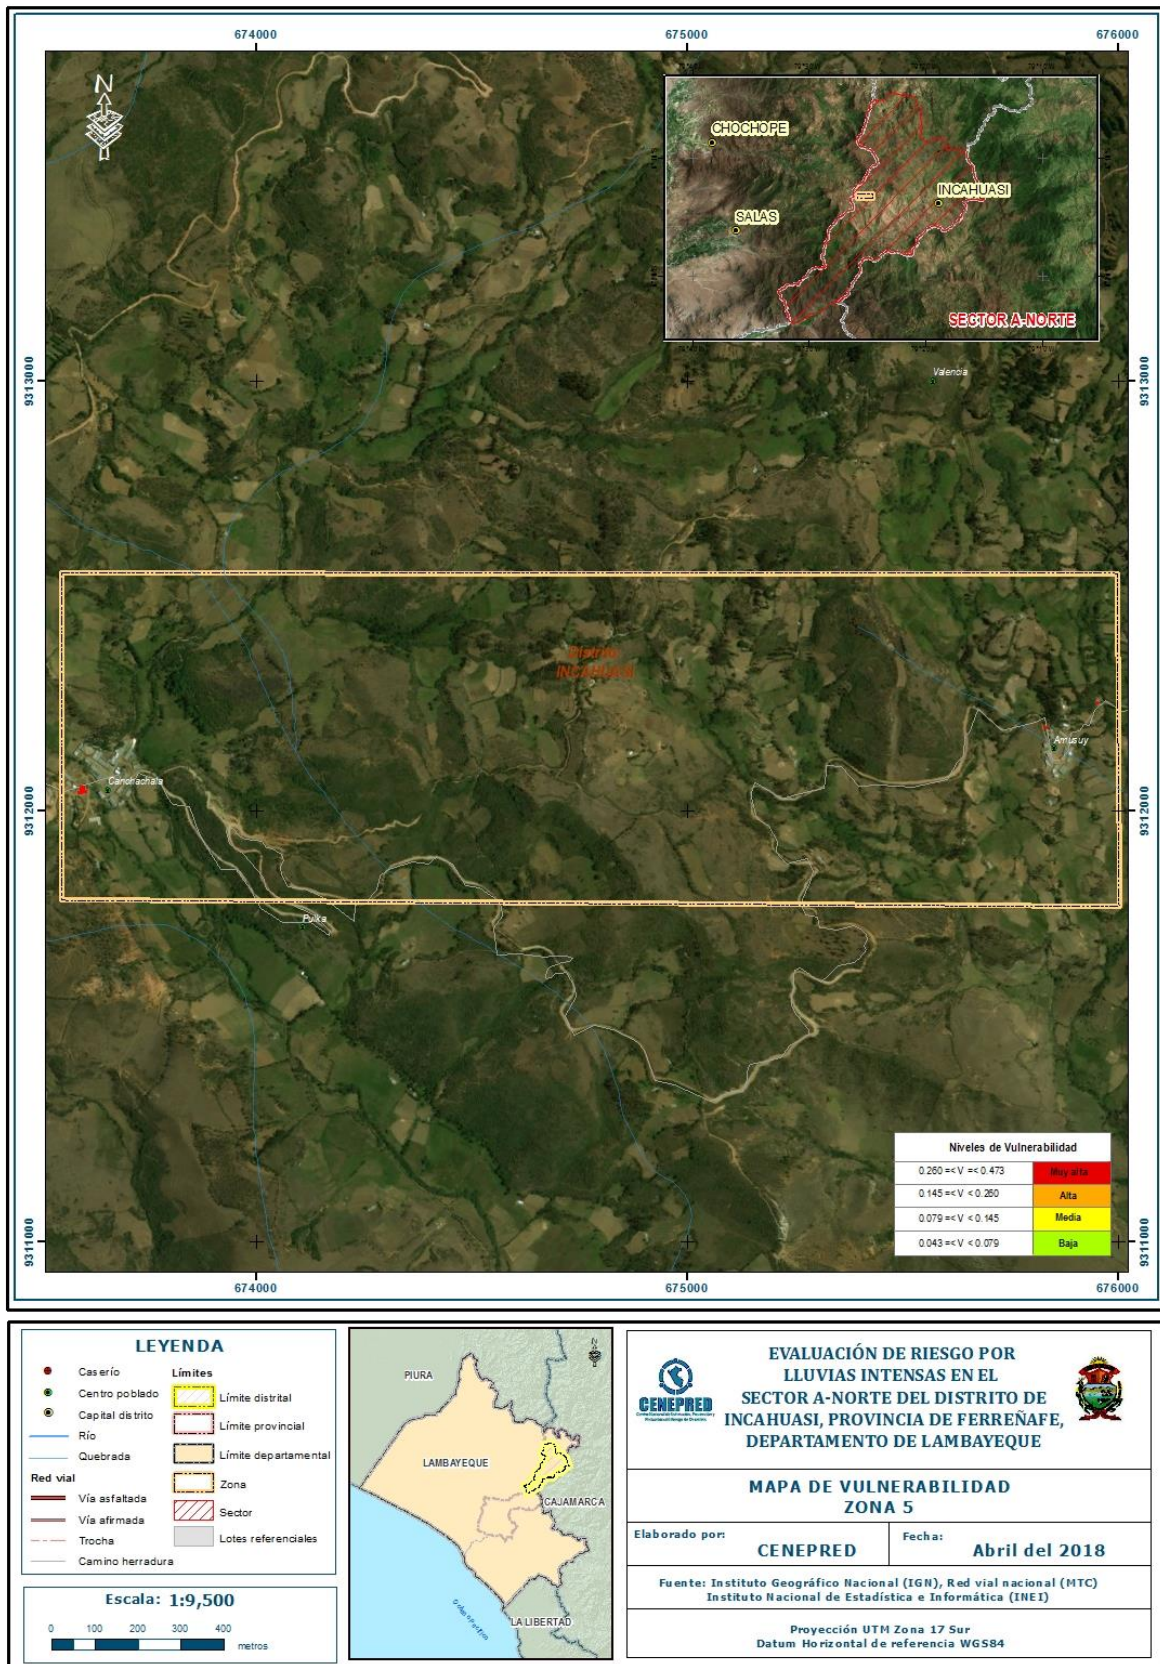 674000
675000
676000
N
CHOCHOPE
INCAHUASI
SALAS
SECTOR A-NORTE
9313000
9313000
Valencia
Distrito
INCAHUASI
Amusuy
Canchachala
9312000
9312000
Pulka
Niveles de Vulnerabilidad
0.260 =< V =< 0.473 Muy alta
0.145 =< V < 0.260 Alta
0.079 =< V < 0.145 Media
0.043 =< V < 0.079 Baja
9311000
9311000
674000
675000
676000
LEYENDA
Caserío
Centro poblado
Capital distrito
Río
Quebrada
Red vial
Vía asfaltada
Vía afirmada
Trocha
Camino herradura
Límites
Límite distrital
Límite provincial
Límite departamental
Zona
Sector
Lotes referenciales
Escala: 1:9,500
0 100 200 300 400
metros
N
PIURA
LAMBAYEQUE
CAJAMARCA
LA LIBERTAD
Océano Pacífico
CENEPRED
EVALUACIÓN DE RIESGO POR
LLUVIAS INTENSAS EN EL
SECTOR A-NORTE DEL DISTRITO DE
INCAHUASI, PROVINCIA DE FERREÑAFE,
DEPARTAMENTO DE LAMBAYEQUE
MAPA DE VULNERABILIDAD
ZONA 5
Elaborado por:
CENEPRED
Fecha:
Abril del 2018
Fuente: Instituto Geográfico Nacional (IGN), Red vial nacional (MTC)
Instituto Nacional de Estadística e Informática (INEI)
Proyección UTM Zona 17 Sur
Datum Horizontal de referencia WGS84